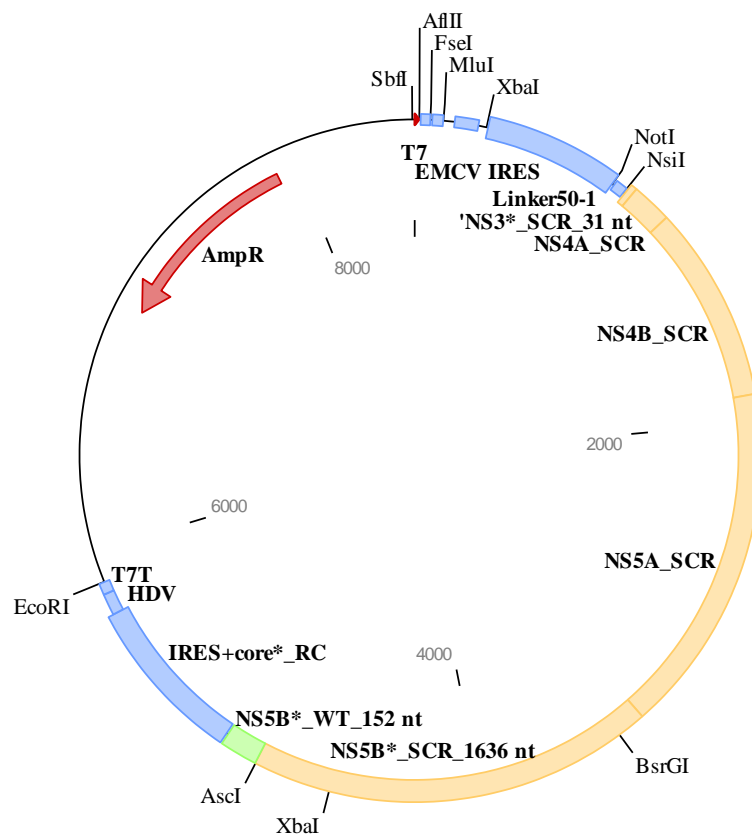 AflII
FseI
MluI
SbfI
XbaI
NotI
NsiI
T7
EMCV IRES
Linker50-1
'NS3*_SCR_31 nt
NS4A_SCR
AmpR
8000
NS4B_SCR
2000
6000
NS5A_SCR
T7T
HDV
EcoRI
IRES+core*_RC
4000
NS5B*_WT_152 nt
NS5B*_SCR_1636 nt
BsrGI
AscI
XbaI